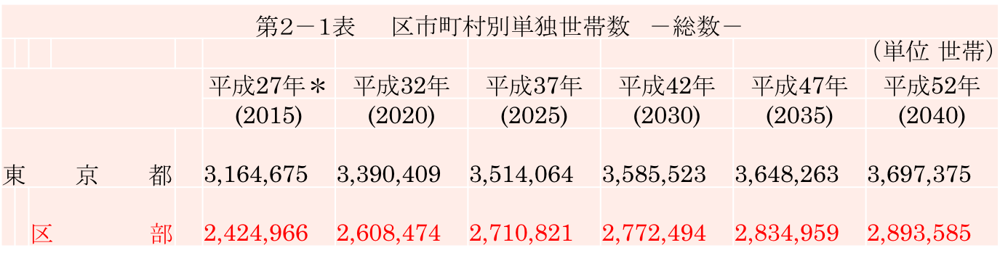 第2－1表　区市町村別単独世帯数　－総数－
（単位 世帯）
平成27年＊ 平成32年 平成37年 平成42年 平成47年 平成52年
(2015) (2020) (2025) (2030) (2035) (2040)
東京都 3,164,675 3,390,409 3,514,064 3,585,523 3,648,263 3,697,375
区部 2,424,966 2,608,474 2,710,821 2,772,494 2,834,959 2,893,585